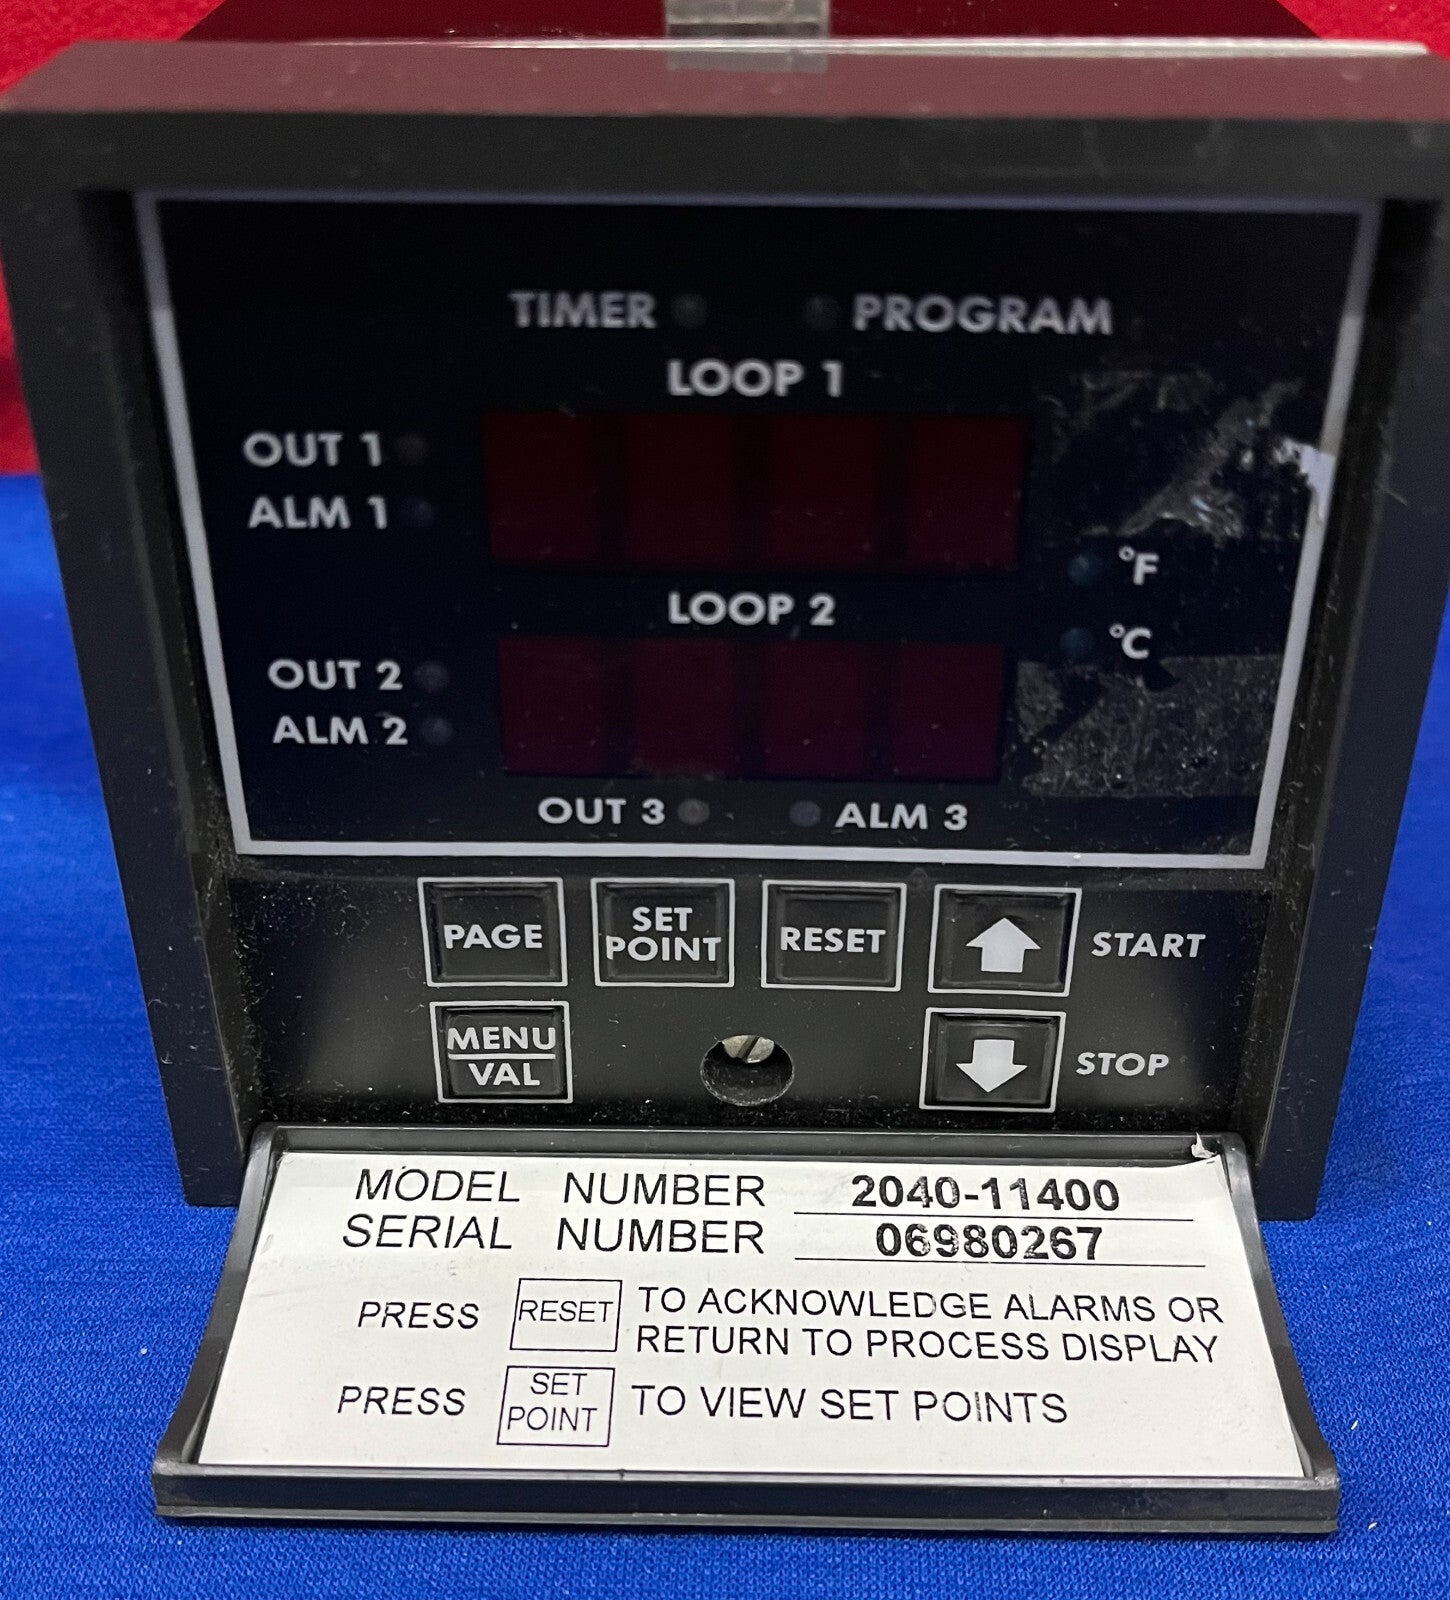 TIMER PROGRAM
LOOP 1
OUT 1
ALM 1
°F
LOOP 2
°C
OUT 2
ALM 2
OUT 3 ALM 3
PAGE SET POINT RESET START
MENU
VAL STOP
MODEL NUMBER 2040-11400
SERIAL NUMBER 06980267
PRESS RESET TO ACKNOWLEDGE ALARMS OR
RETURN TO PROCESS DISPLAY
PRESS SET POINT TO VIEW SET POINTS